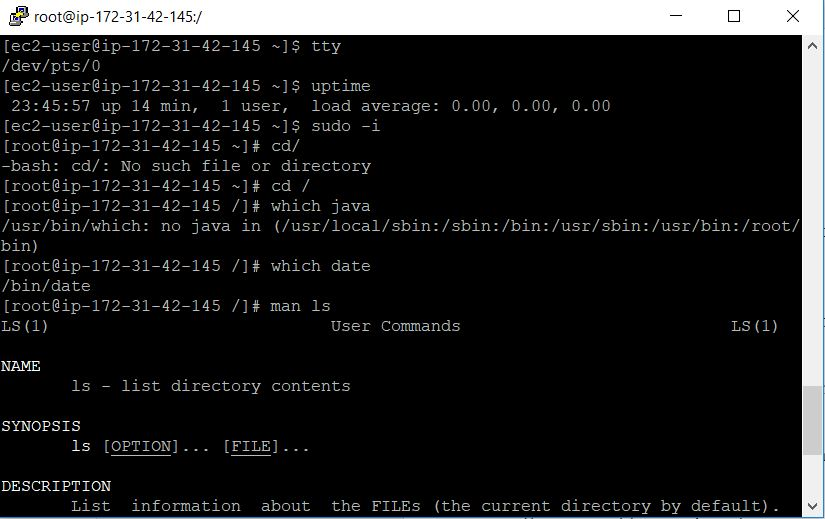 root@ip-172-31-42-145:/
[ec2-user@ip-172-31-42-145 ~]$ tty
/dev/pts/0
[ec2-user@ip-172-31-42-145 ~]$ uptime
 23:45:57 up 14 min,  1 user,  load average: 0.00, 0.00, 0.00
[ec2-user@ip-172-31-42-145 ~]$ sudo -i
[root@ip-172-31-42-145 ~]# cd/
-bash: cd/: No such file or directory
[root@ip-172-31-42-145 ~]# cd /
[root@ip-172-31-42-145 /]# which java
/usr/bin/which: no java in (/usr/local/sbin:/sbin:/bin:/usr/sbin:/usr/bin:/root/
bin)
[root@ip-172-31-42-145 /]# which date
/bin/date
[root@ip-172-31-42-145 /]# man ls
LS(1)                            User Commands                           LS(1)
NAME
       ls - list directory contents
SYNOPSIS
       ls [OPTION]... [FILE]...
DESCRIPTION
       List  information  about  the FILEs (the current directory by default).